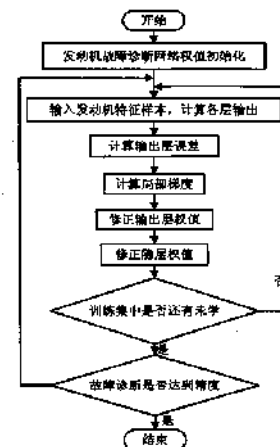 开始
发动机故障诊断网络权值初始化
输入发动机特征样本，计算各层输出
计算输出层误差
计算局部梯度
修正输出层权值
修正隐层权值
否
训练集中是否还有未学
是
故障诊断是否达到精度
是
结束